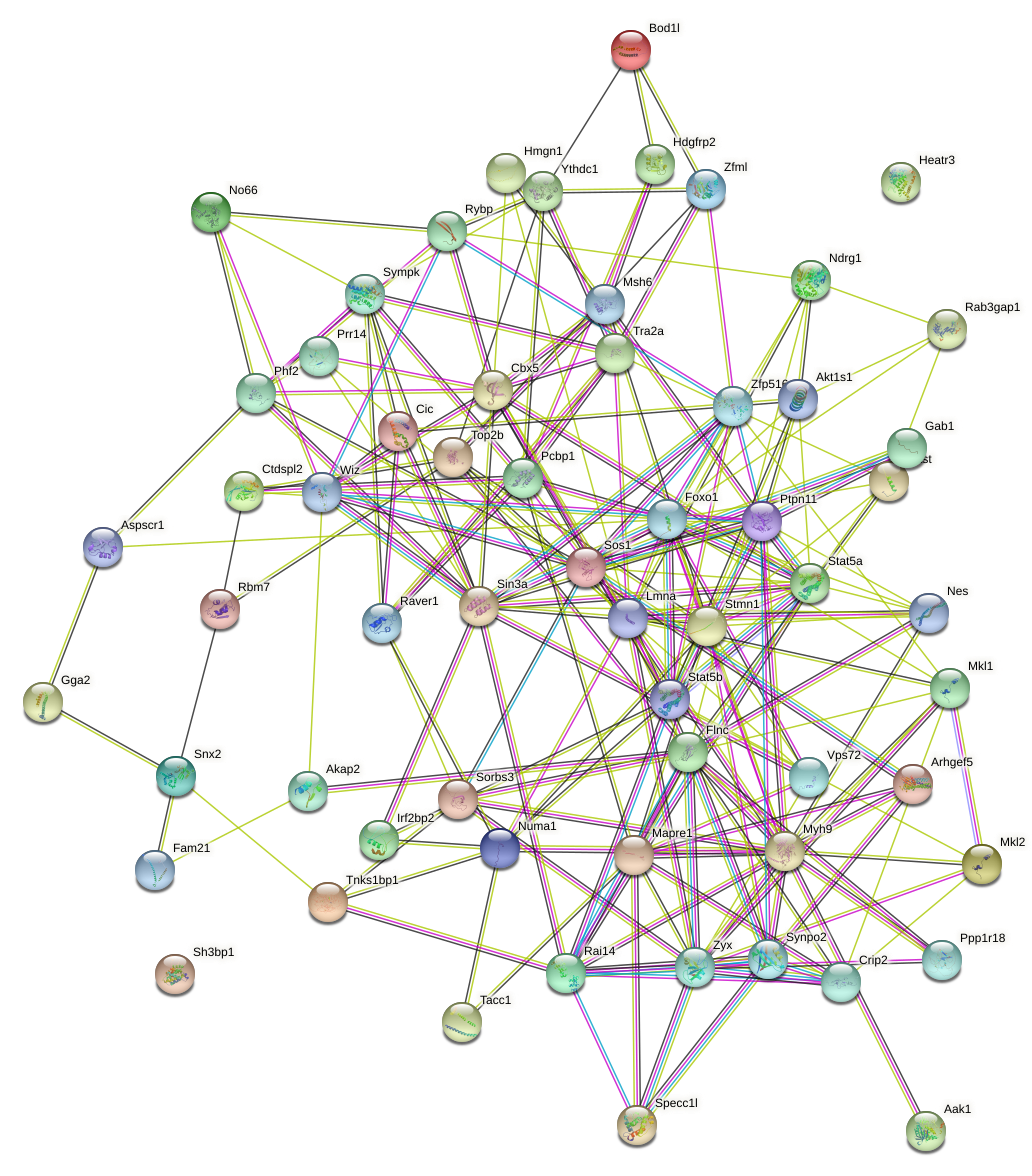 Bod1l
Hdgfrp2
Hmgn1
Ythdc1
Zfml
Heatr3
No66
Rybp
Ndrg1
Sympk
Msh6
Rab3gap1
Tra2a
Prr14
Phf2
Cbx5
Zfp516
Akt1s1
Cic
Gab1
Top2b
Pcbp1
st
Ctdspl2
Wiz
Foxo1
Ptpn11
Aspscr1
Sos1
Stat5a
Rbm7
Sin3a
Nes
Raver1
Lmna
Stmn1
Gga2
Mkl1
Stat5b
Flnc
Snx2
Vps72
Arhgef5
Akap2
Sorbs3
Irf2bp2
Numa1
Mapre1
Myh9
Mkl2
Fam21
Tnks1bp1
Ppp1r18
Sh3bp1
Rai14
Zyx
Synpo2
Crip2
Tacc1
Specc1l
Aak1